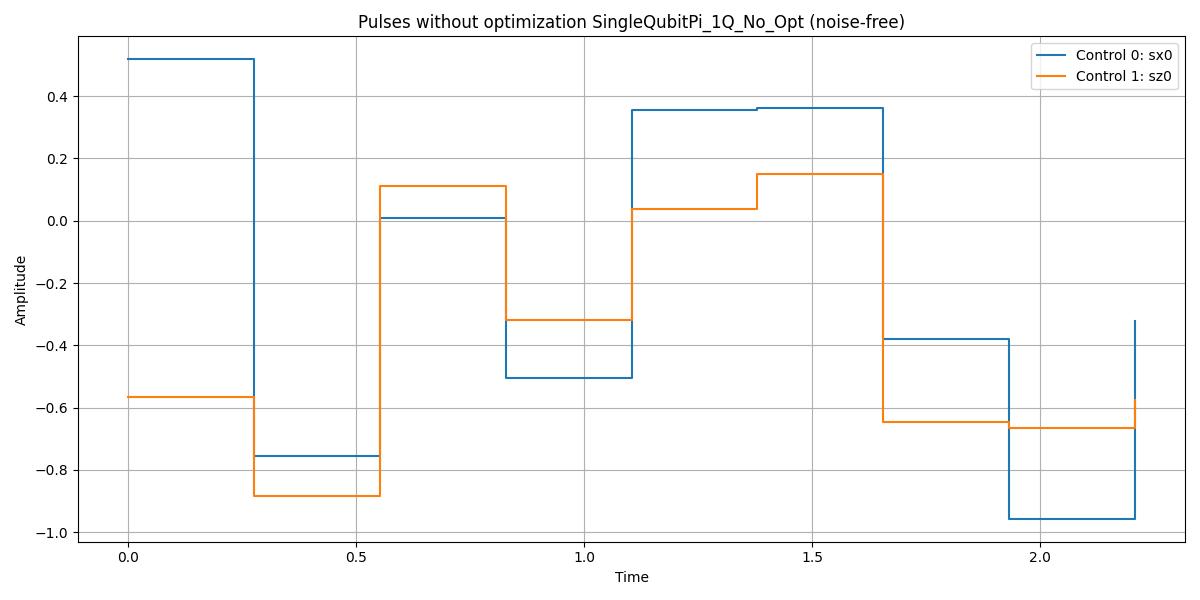 Pulses without optimization SingleQubitPi_1Q_No_Opt (noise-free)
Control 0: sx0
Control 1: sz0
0.4
0.2
0.0
−0.2
−0.4
−0.6
−0.8
−1.0
Amplitude
0.0 0.5 1.0 1.5 2.0
Time